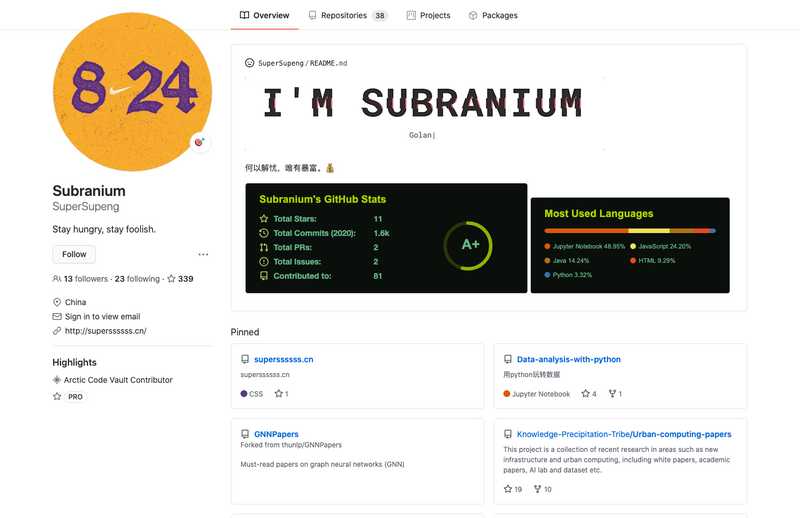 Overview
Repositories 38
Projects
Packages
8 24
Subranium
SuperSupeng
Stay hungry, stay foolish.
Follow
13 followers · 23 following · 339
China
Sign in to view email
http://superssssss.cn/
Highlights
Arctic Code Vault Contributor
PRO
SuperSupeng/README.md
I'M SUBRANIUM
Golan|
何以解忧，唯有暴富。
Subranium's GitHub Stats
Total Stars: 11
Total Commits (2020): 1.6k
Total PRs: 2
Total Issues: 2
Contributed to: 81
A+
Most Used Languages
Jupyter Notebook 48.95%
JavaScript 24.20%
Java 14.24%
HTML 9.29%
Python 3.32%
Pinned
superssssss.cn
superssssss.cn
CSS 1
Data-analysis-with-python
用python玩转数据
Jupyter Notebook 4 1
GNNPapers
Forked from thunlp/GNNPapers
Must-read papers on graph neural networks (GNN)
Knowledge-Precipitation-Tribe/Urban-computing-papers
This project is a collection of recent research in areas such as new
infrastructure and urban computing, including white papers, academic
papers, AI lab and dataset etc.
19 10